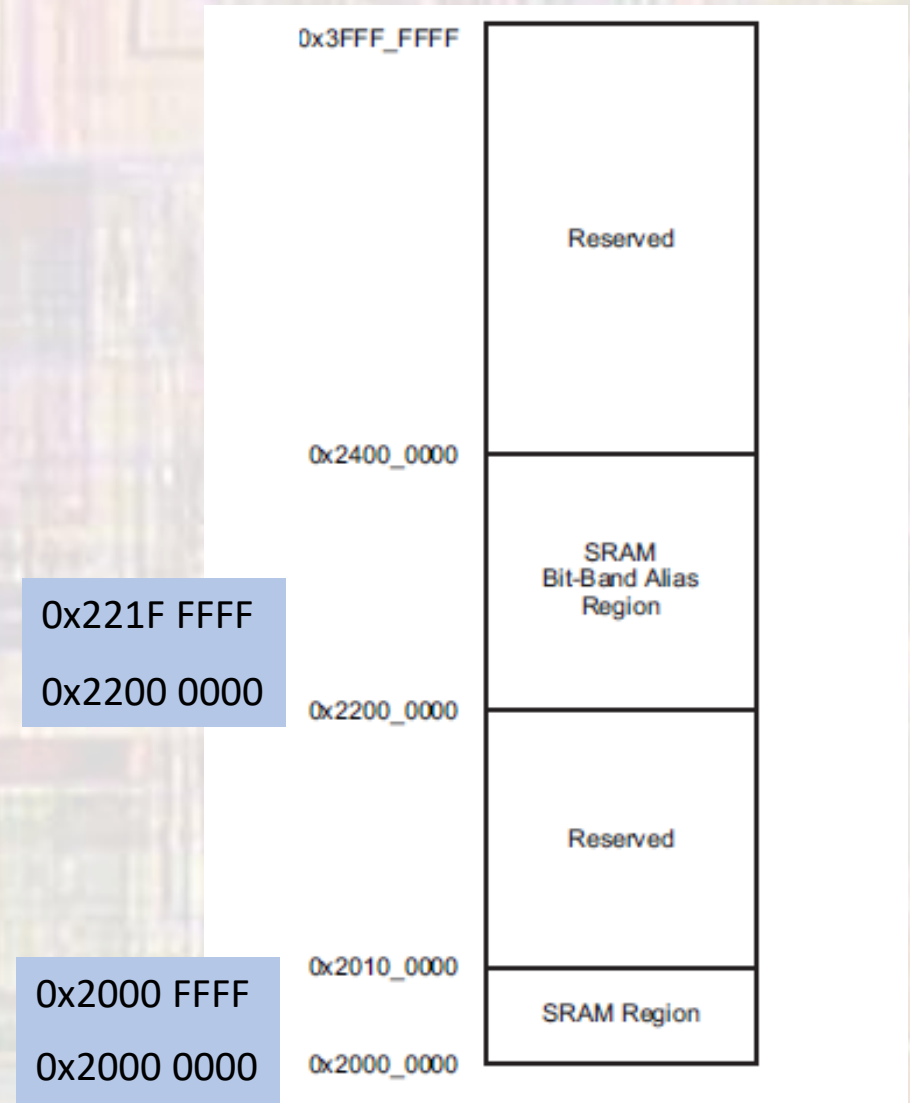 0x3FFF_FFFF
Reserved
0x2400_0000
SRAM
Bit-Band Alias
Region
0x221F FFFF
0x2200 0000
0x2200_0000
Reserved
0x2010_0000
0x2000 FFFF
SRAM Region
0x2000 0000
0x2000_0000